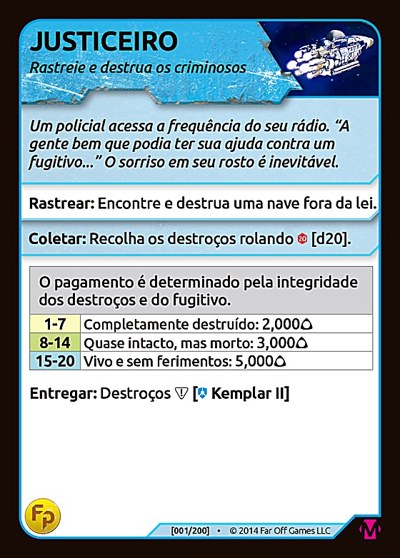 JUSTICEIRO
Rastreie e destrua os criminosos
Um policial acessa a frequência do seu rádio. “A
gente bem que podia ter sua ajuda contra um
fugitivo...” O sorriso em seu rosto é inevitável.
Rastrear: Encontre e destrua uma nave fora da lei.
Coletar: Recolha os destroços rolando 20 [d20].
O pagamento é determinado pela integridade
dos destroços e do fugitivo.
1-7 Completamente destruído: 2,000
8-14 Quase intacto, mas morto: 3,000
15-20 Vivo e sem ferimentos: 5,000
Entregar: Destroços [Kemplar II]
FP
[001/200] • © 2014 Far Off Games LLC